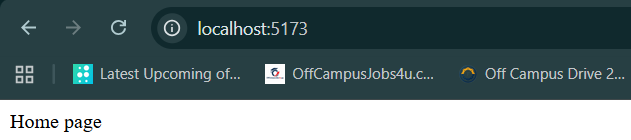 localhost:5173
Latest Upcoming of... OffCampusJobs4u.c... Off Campus Drive 2...
Home page